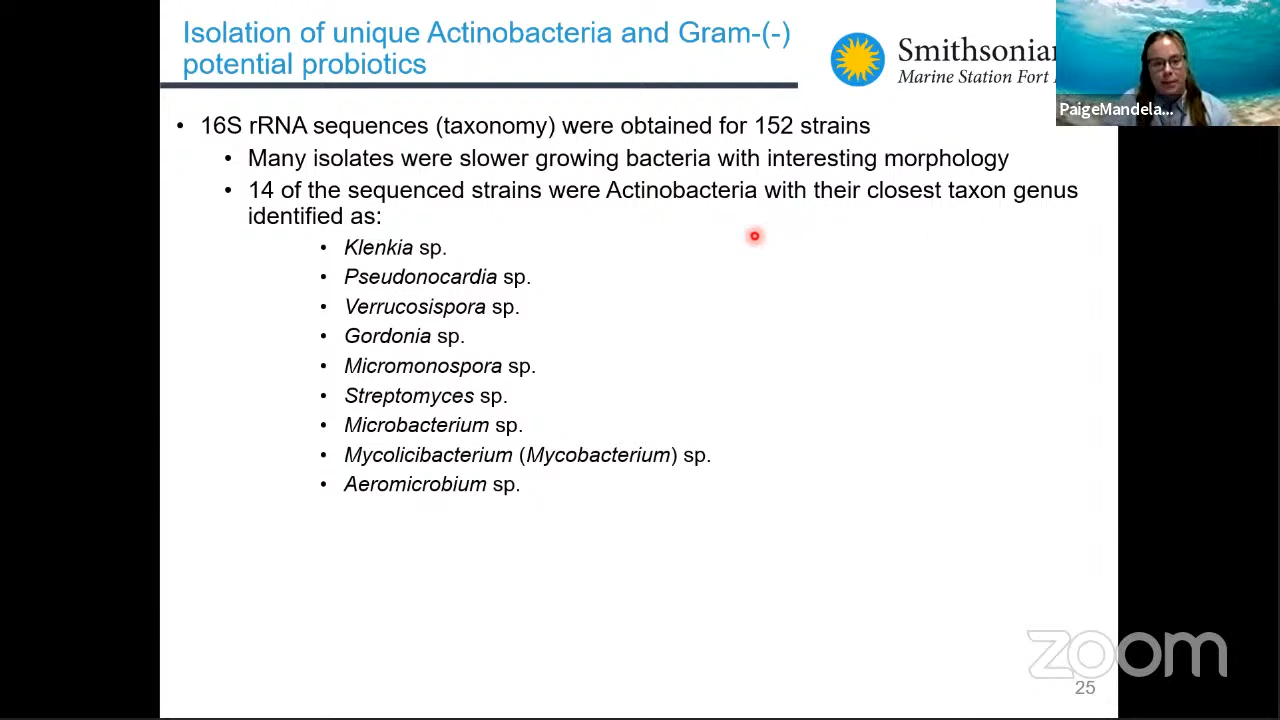 Isolation of unique Actinobacteria and Gram-(-)
potential probiotics
Smithsonian
Marine Station Fort
PaigeMandela...
• 16S rRNA sequences (taxonomy) were obtained for 152 strains
• Many isolates were slower growing bacteria with interesting morphology
• 14 of the sequenced strains were Actinobacteria with their closest taxon genus
identified as:
• Klenkia sp.
• Pseudonocardia sp.
• Verrucosispora sp.
• Gordonia sp.
• Micromonospora sp.
• Streptomyces sp.
• Microbacterium sp.
• Mycolicibacterium (Mycobacterium) sp.
• Aeromicrobium sp.
zoom
25